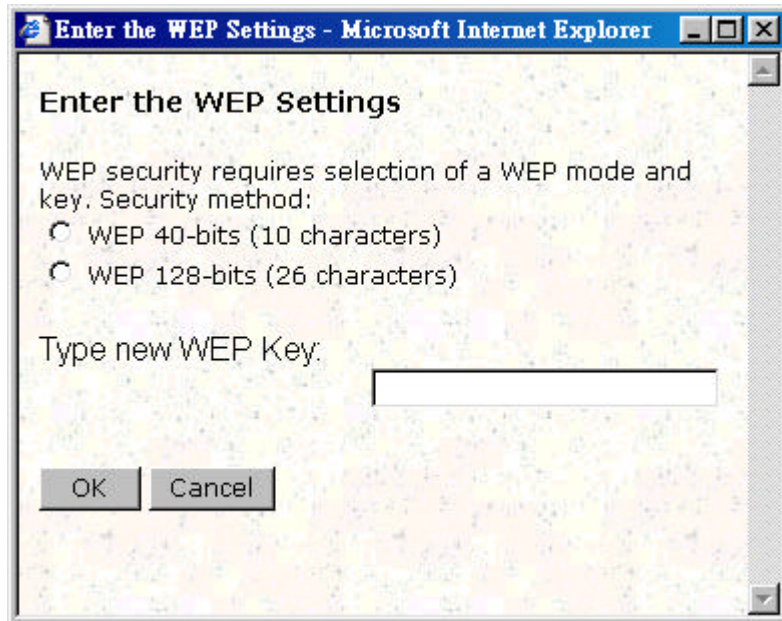 Enter the WEP Settings - Microsoft Internet Explorer
Enter the WEP Settings
WEP security requires selection of a WEP mode and
key. Security method:
WEP 40-bits (10 characters)
WEP 128-bits (26 characters)
Type new WEP Key:
OK Cancel